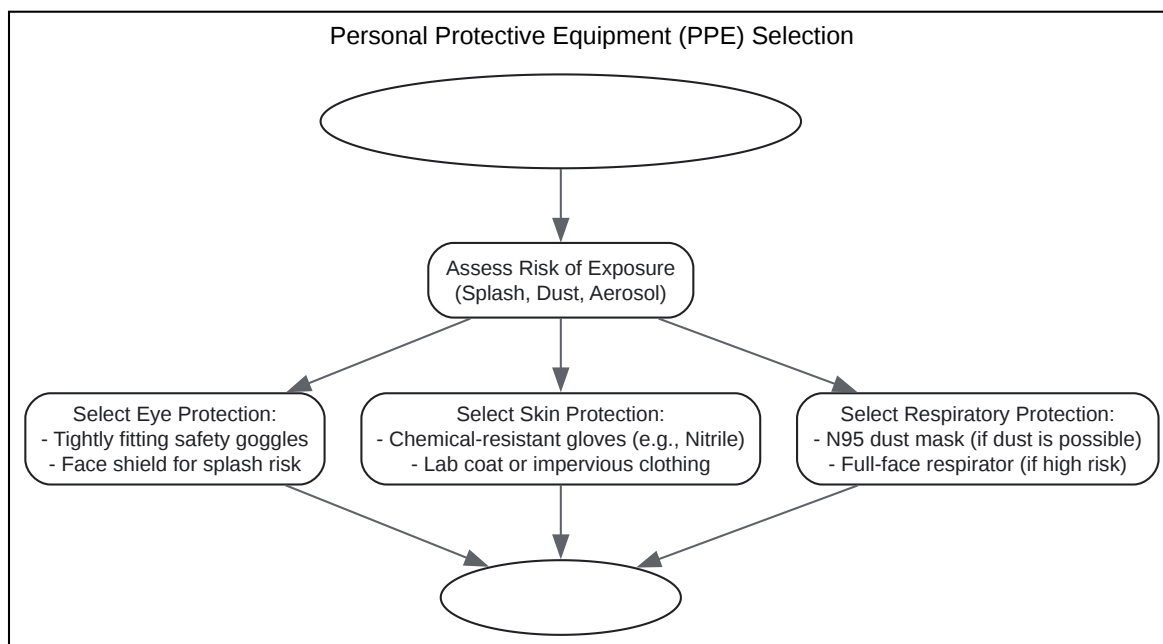 Personal Protective Equipment (PPE) Selection
Assess Risk of Exposure
(Splash, Dust, Aerosol)
Select Eye Protection:
- Tightly fitting safety goggles
- Face shield for splash risk
Select Skin Protection:
- Chemical-resistant gloves (e.g., Nitrile)
- Lab coat or impervious clothing
Select Respiratory Protection:
- N95 dust mask (if dust is possible)
- Full-face respirator (if high risk)